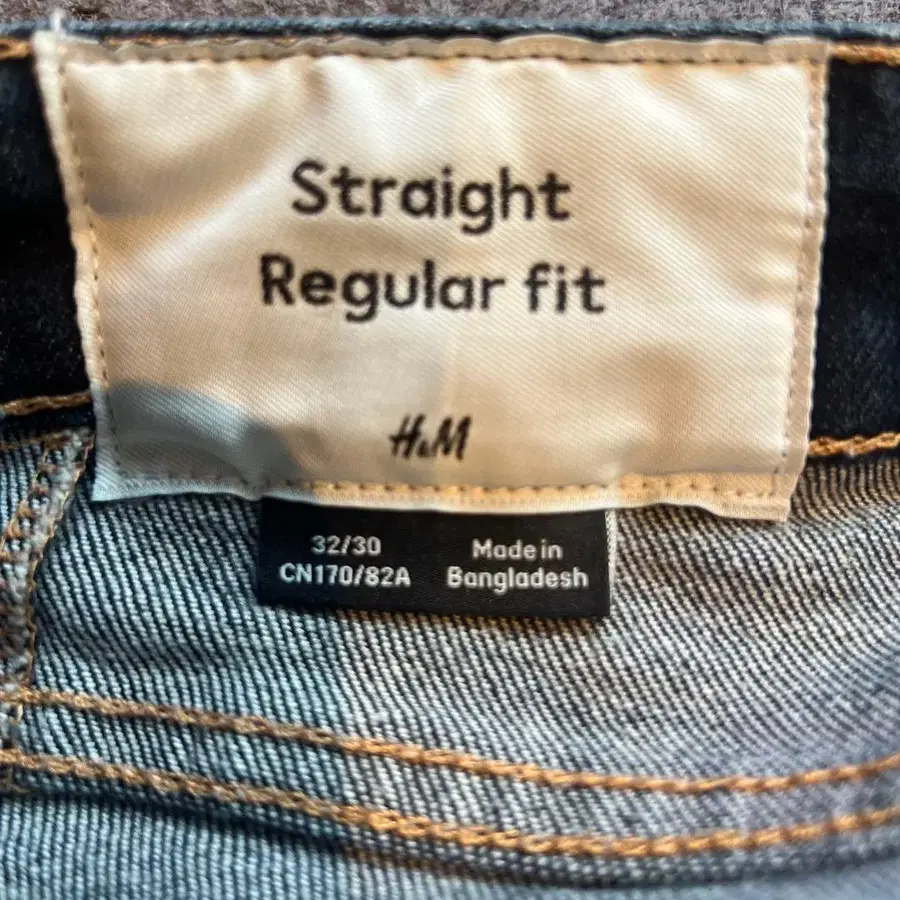 Straight
Regular fit
H&M
32/30
CN170/82A
Made in
Bangladesh